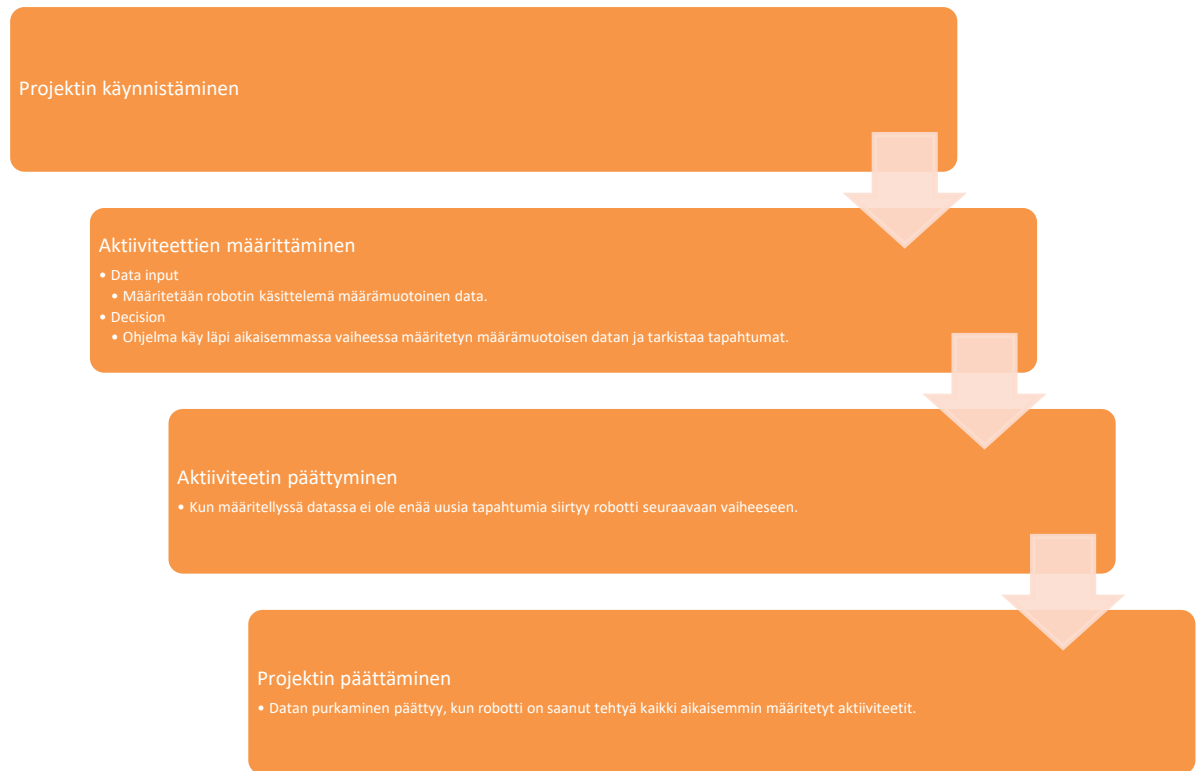 Projektin käynnistäminen
Aktiiviteettien määrittäminen
• Data input
• Määritetään robotin käsittelemä määrämuotoinen data.
• Decision
• Ohjelma käy läpi aikaisemmassa vaiheessa määritetyn määrämuotoisen datan ja tarkistaa tapahtumat.
Aktiiviteetin päättyminen
• Kun määritellyssä datassa ei ole enää uusia tapahtumia siirtyy robotti seuraavaan vaiheeseen.
Projektin päättäminen
• Datan purkaminen päättyy, kun robotti on saanut tehtyä kaikki aikaisemmin määritetyt aktiiviteetit.